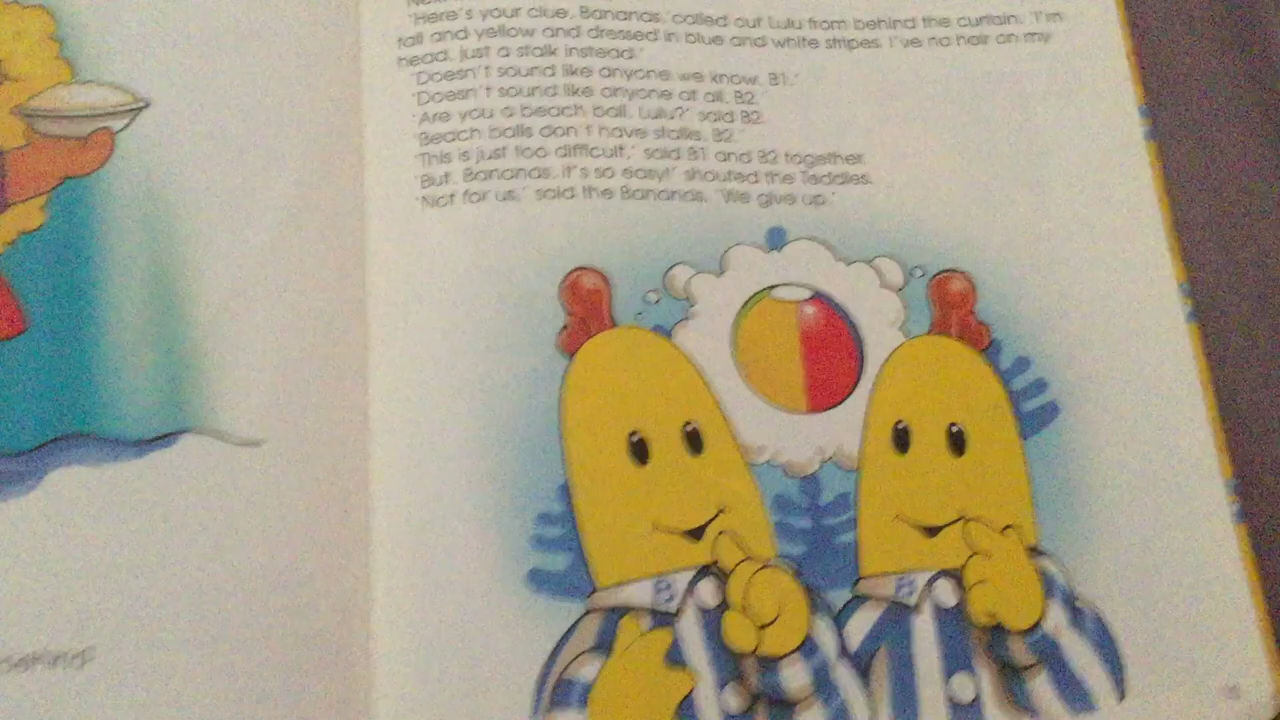 'Here's your clue, Bananas,' called out Lulu from behind the curtain. 'I'm
tall and yellow and dressed in blue and white stripes. I've no hair on my
head, just a stalk instead.'
'Doesn't sound like anyone we know, B1.'
'Doesn't sound like anyone at all, B2.'
'Are you a beach ball, Lulu?' said B2.
'Beach balls don't have stalks, B2.'
'This is just too difficult,' said B1 and B2 together.
'But, Bananas, it's so easy!' shouted the Teddies.
'Not for us,' said the Bananas. 'We give up.'